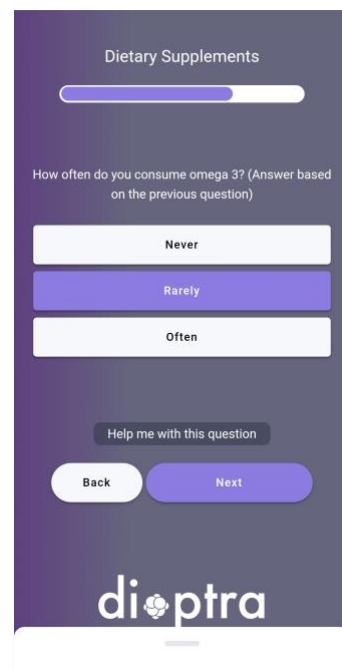 Dietary Supplements
How often do you consume omega 3? (Answer based
on the previous question)
Never
Rarely
Often
Help me with this question
Back
Next
dioptra